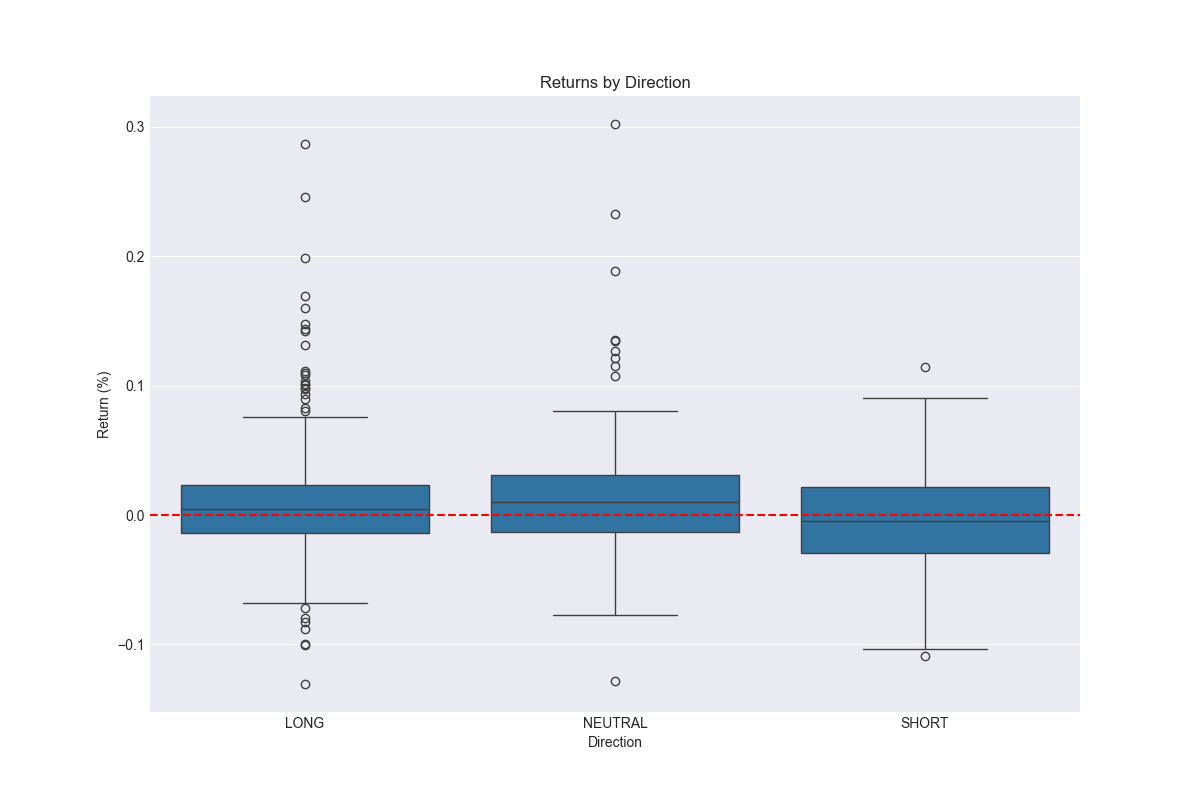 Returns by Direction
0.3
0.2
0.1
0.0
−0.1
Return (%)
LONG
NEUTRAL
SHORT
Direction